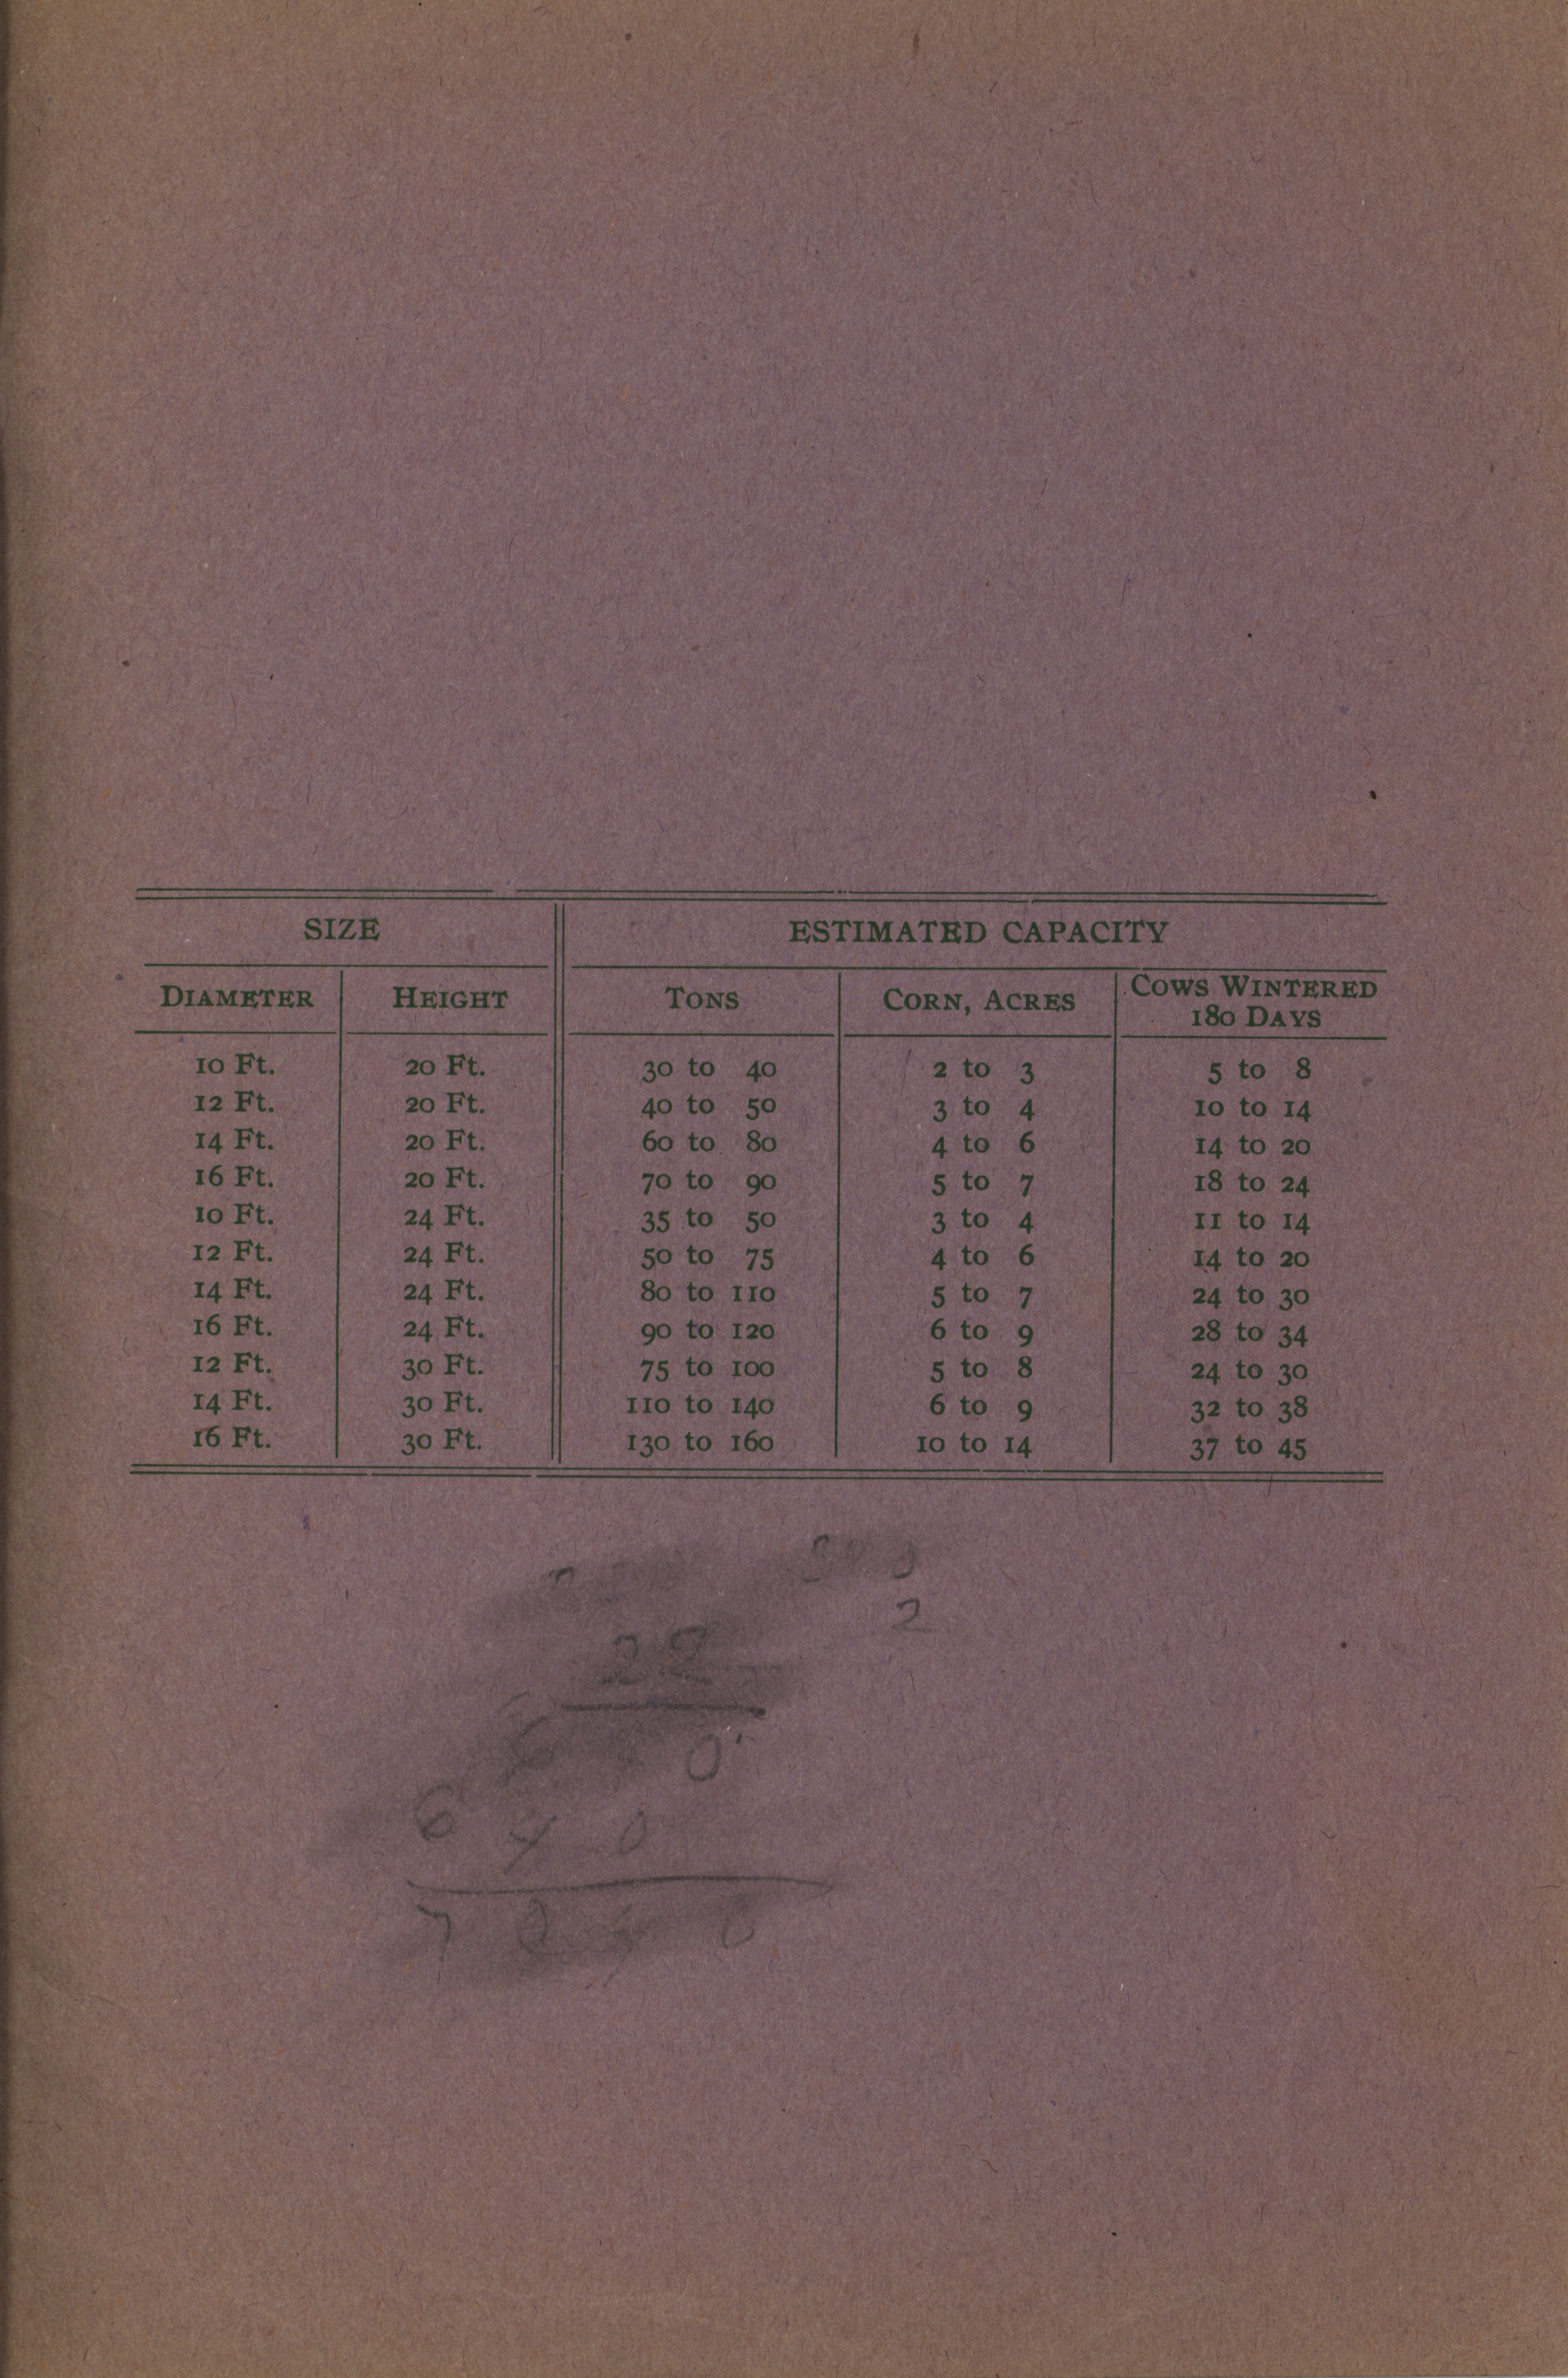 SIZE ESTIMATED CAPACITY
DIAMETER HEIGHT TONS CORN, ACRES COWS WINTERED 180 DAYS
10 Ft. 20 Ft. 30 to 40 2 to 3 5 to 8
12 Ft. 20 Ft. 40 to 50 3 to 4 10 to 14
14 Ft. 20 Ft. 60 to 80 4 to 6 14 to 20
16 Ft. 20 Ft. 70 to 90 5 to 7 18 to 24
10 Ft. 24 Ft. 35 to 50 3 to 4 11 to 14
12 Ft. 24 Ft. 50 to 75 4 to 6 14 to 20
14 Ft. 24 Ft. 80 to 110 5 to 7 24 to 30
16 Ft. 24 Ft. 90 to 120 6 to 9 28 to 34
12 Ft. 30 Ft. 75 to 100 5 to 8 24 to 30
14 Ft. 30 Ft. 110 to 140 6 to 9 32 to 38
16 Ft. 30 Ft. 130 to 160 10 to 14 37 to 45
2
22
6 4 0